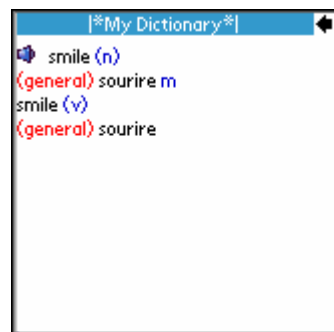 |*My Dictionary*|
smile (n)
(general) sourire m
smile (v)
(general) sourire